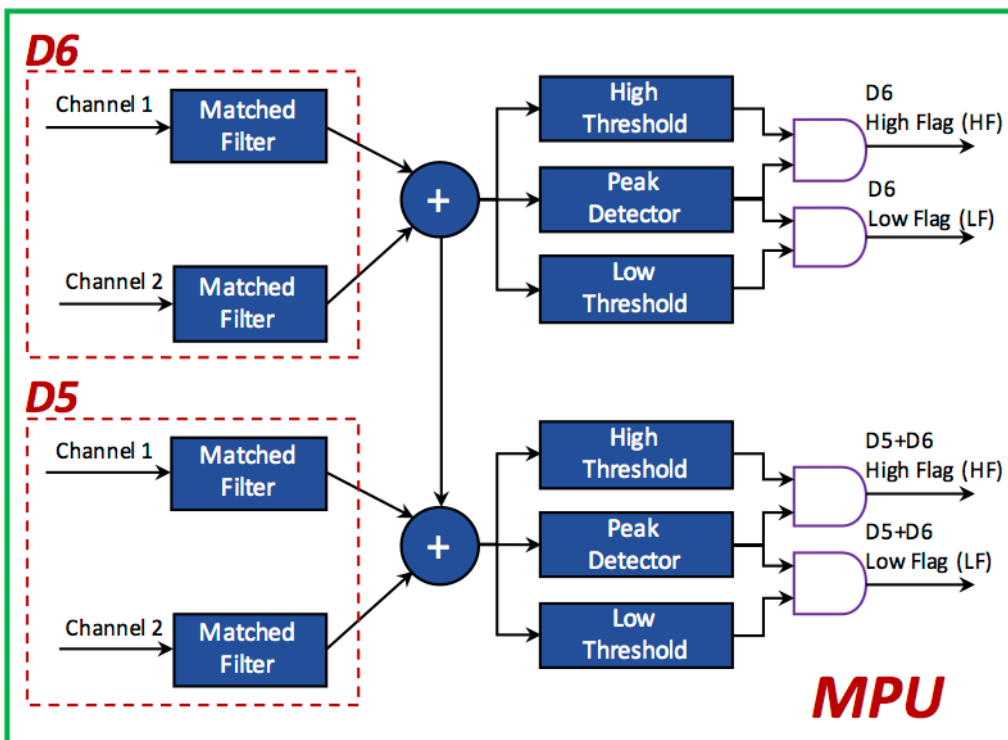 D6
Channel 1
Matched
Filter
Channel 2
Matched
Filter
+
High
Threshold
Peak
Detector
Low
Threshold
D6
High Flag (HF)
D6
Low Flag (LF)
D5
Channel 1
Matched
Filter
Channel 2
Matched
Filter
+
High
Threshold
Peak
Detector
Low
Threshold
D5+D6
High Flag (HF)
D5+D6
Low Flag (LF)
MPU